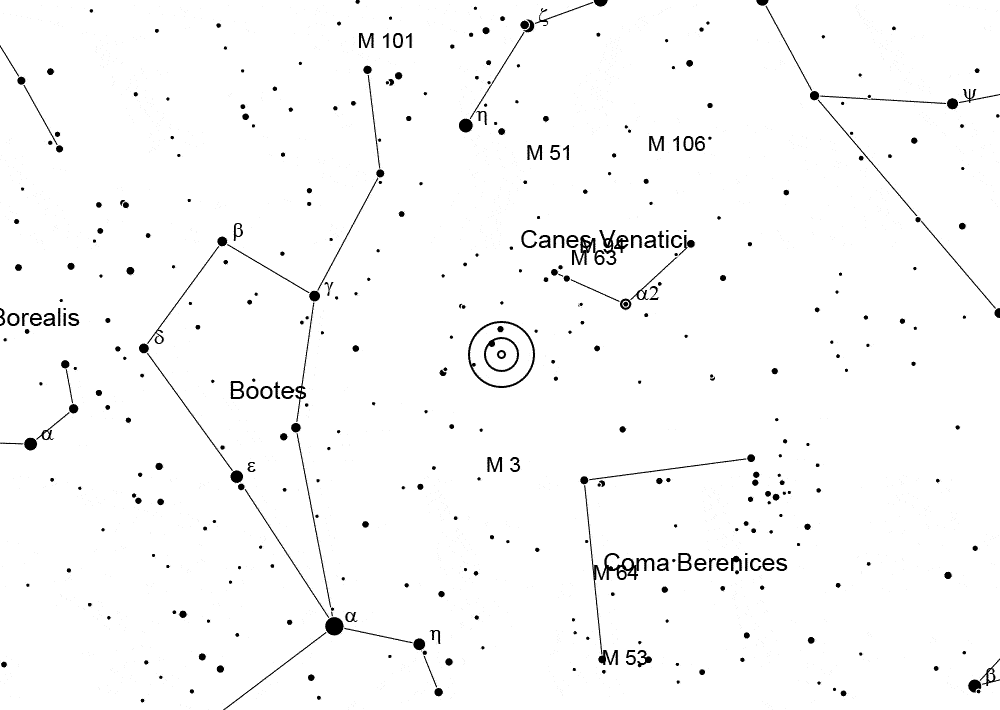 ζ
M 101
ψ
η
M 51
M 106
β
Canes Venatici
M 94
M 63
γ
α2
Borealis
δ
Bootes
α
ε
M 3
Coma Berenices
M 64
α
η
M 53
β